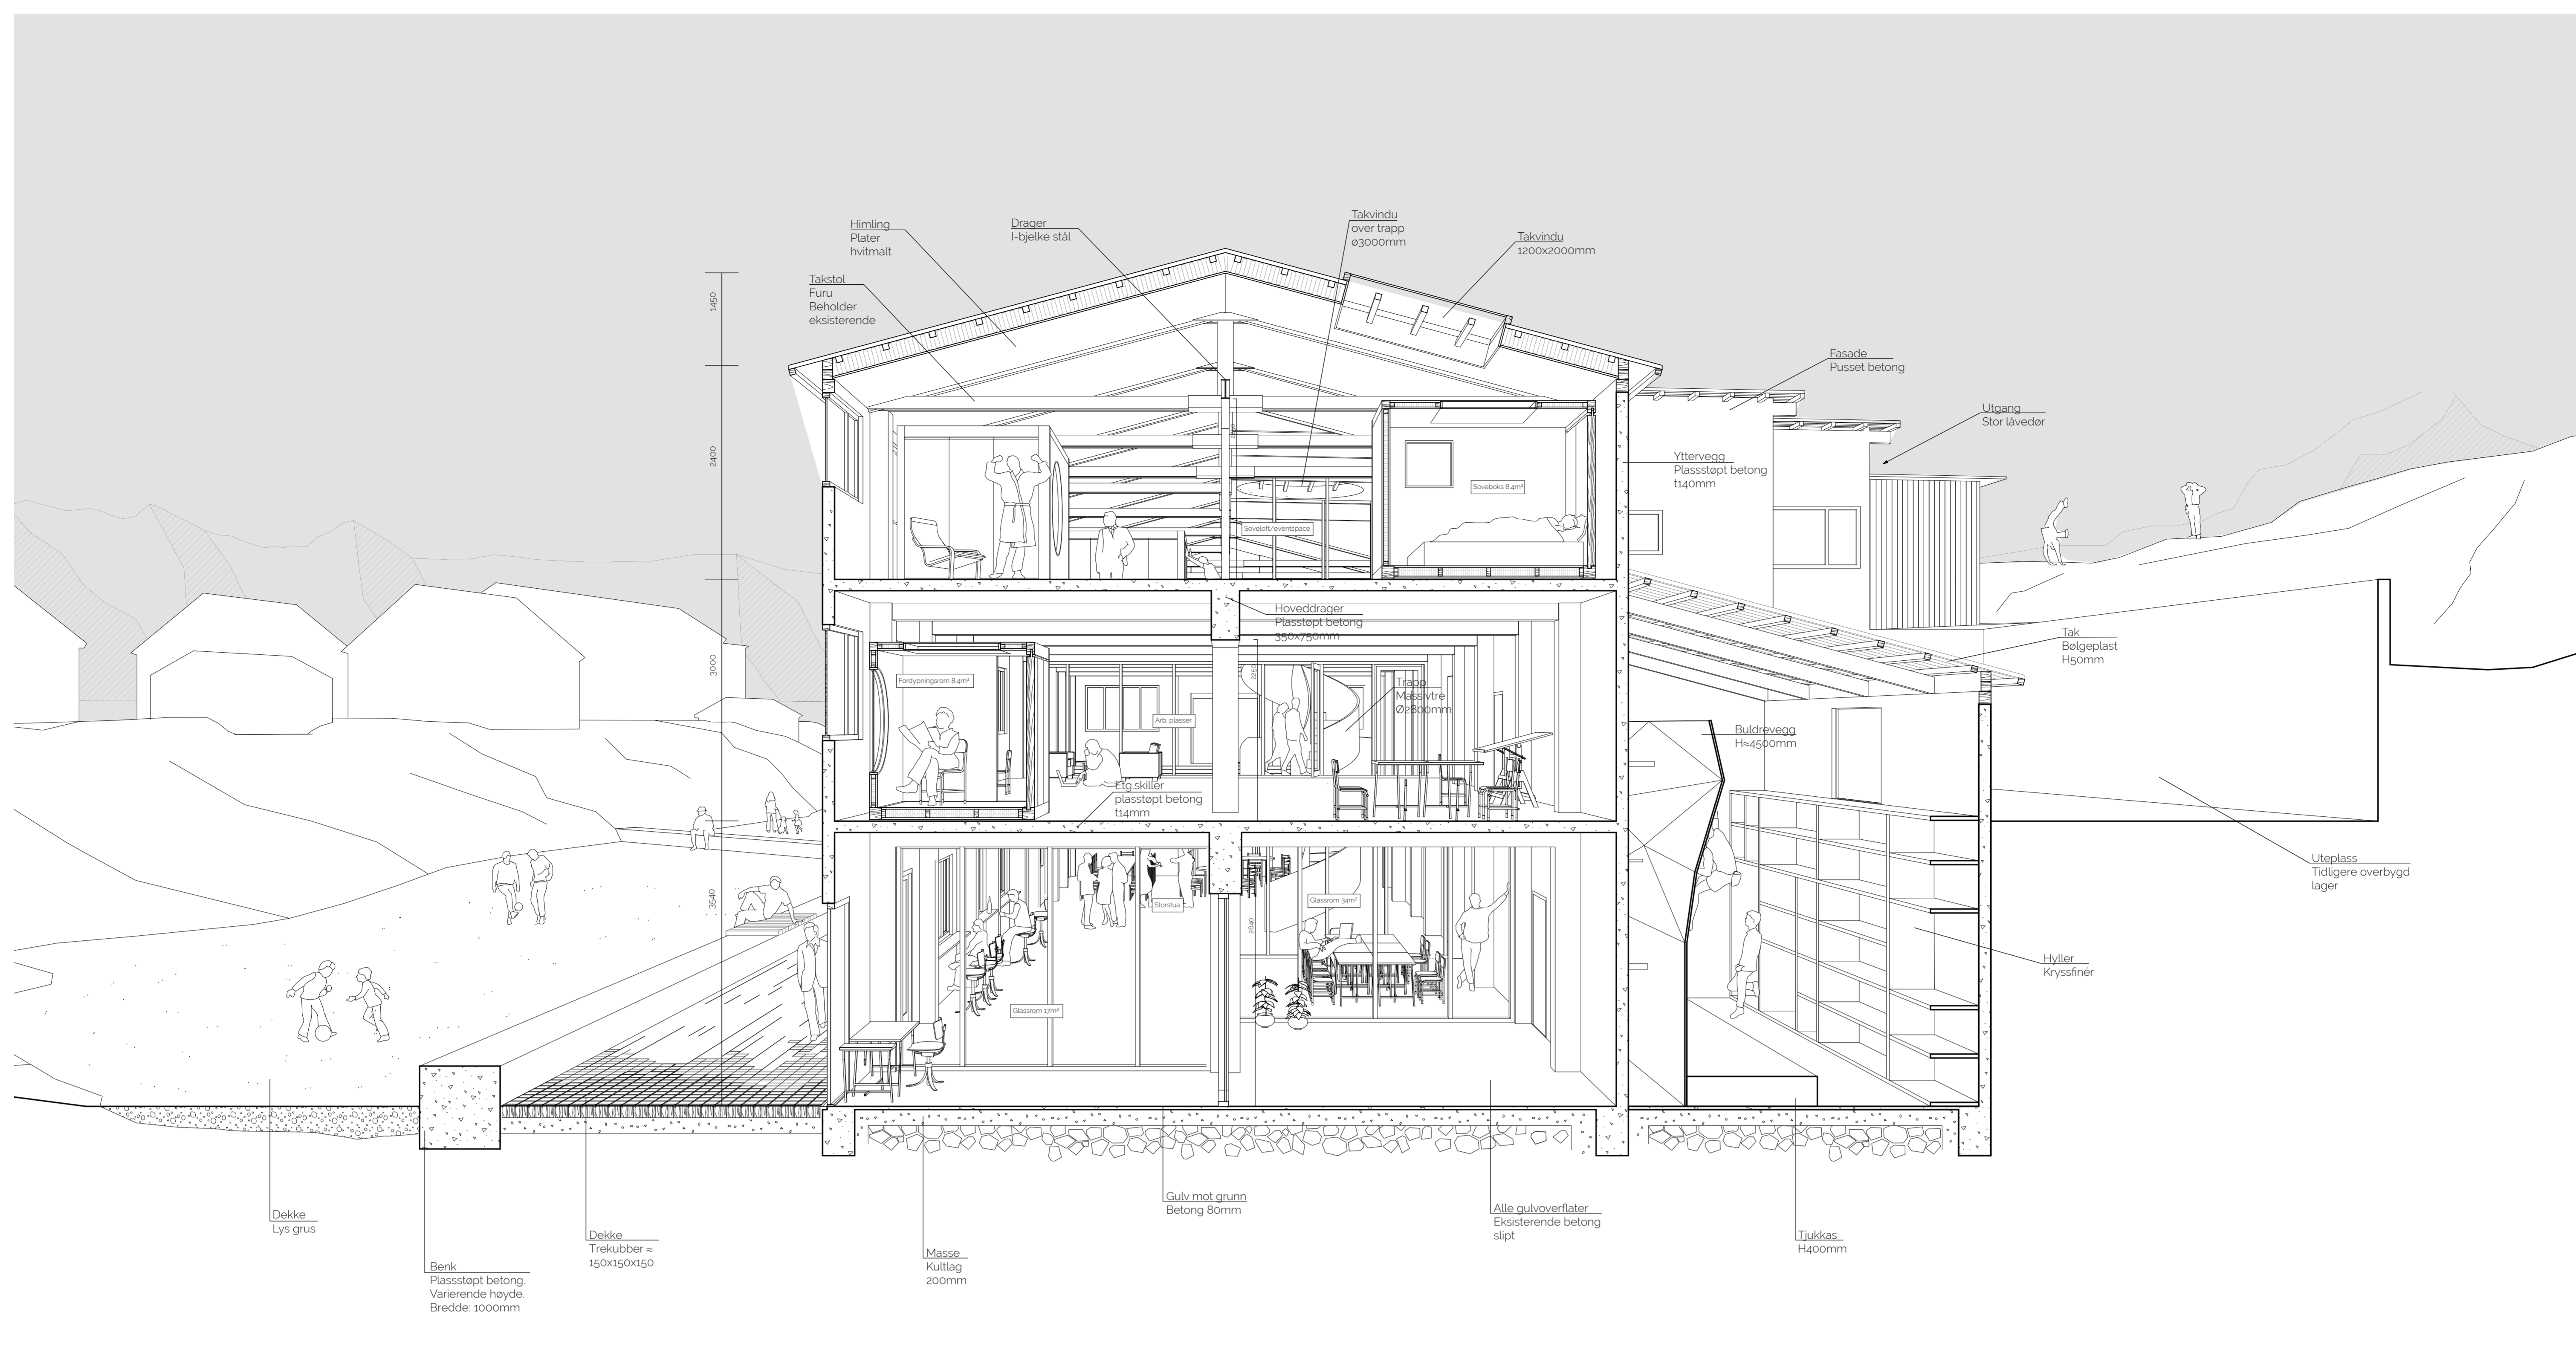 Takvindu
over trapp
ø3000mm
Himling
Plater
hvitmalt
Drager
I-bjelke stål
Takvindu
1200x2000mm
Takstol
Furu
Beholder
eksisterende
1450
2400
3000
3540
Fasade
Pusset betong
Utgang
Stor låvedør
Yttervegg
Plassstøpt betong
t140mm
Soveboks 8,4m²
Soveloft/eventspace
Hoveddrager
Plasstøpt betong
350x750mm
Tak
Bølgeplast
H50mm
2250
Fordypningsrom 8,4m²
Trapp
Massivtre
Ø2800mm
Arb. plasser
Buldrevegg
H≈4500mm
Etg.skiller
plasstøpt betong
t14mm
Uteplass
Tidligere overbygd
lager
Storstua
Glassrom 34m²
2640
Hyller
Kryssfinér
Glassrom 17m²
Gulv mot grunn
Betong 80mm
Alle gulvoverflater
Eksisterende betong
slipt
Dekke
Lys grus
Dekke
Trekubber ≈
150x150x150
Tjukkas
H400mm
Masse
Kultlag
200mm
Benk
Plassstøpt betong.
Varierende høyde.
Bredde: 1000mm